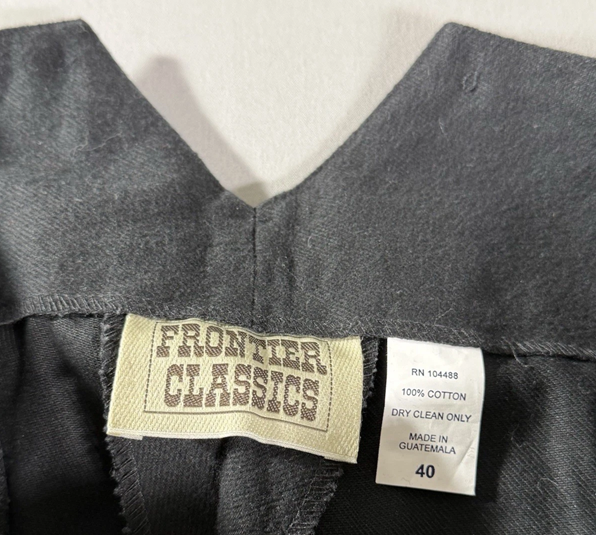 FRONTIER
CLASSICS
RN 104488
100% COTTON
DRY CLEAN ONLY
MADE IN
GUATEMALA
40